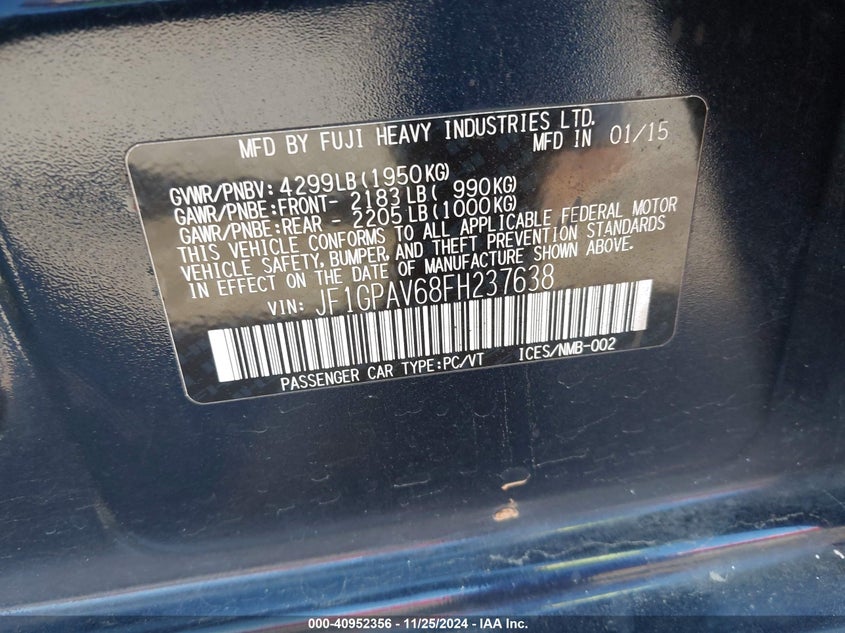 MFD BY FUJI HEAVY INDUSTRIES LTD.
MFD IN 01/15
GVWR/PNBV: 4299LB(1950KG)
GAWR/PNBE:FRONT- 2183LB( 990KG)
GAWR/PNBE:REAR - 2205LB(1000KG)
THIS VEHICLE CONFORMS TO ALL APPLICABLE FEDERAL MOTOR
VEHICLE SAFETY, BUMPER, AND THEFT PREVENTION STANDARDS
IN EFFECT ON THE DATE OF MANUFACTURE SHOWN ABOVE.
VIN: JF1GPAV68FH237638
PASSENGER CAR TYPE:PC/VT ICES/NMB-002
000-40952356 - 11/25/2024 - IAA Inc.